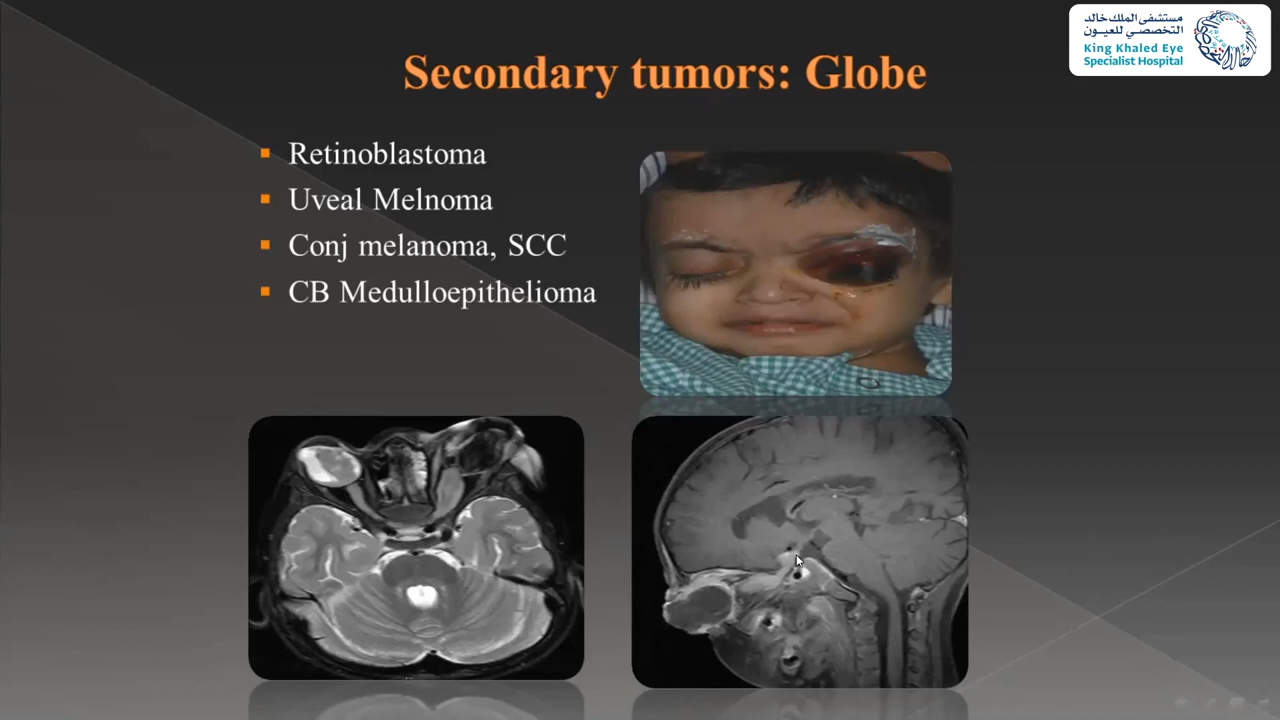 مستشفى الملك خالد
التخصصي للعيون
King Khaled Eye
Specialist Hospital
Secondary tumors: Globe
Retinoblastoma
Uveal Melnoma
Conj melanoma, SCC
CB Medulloepithelioma